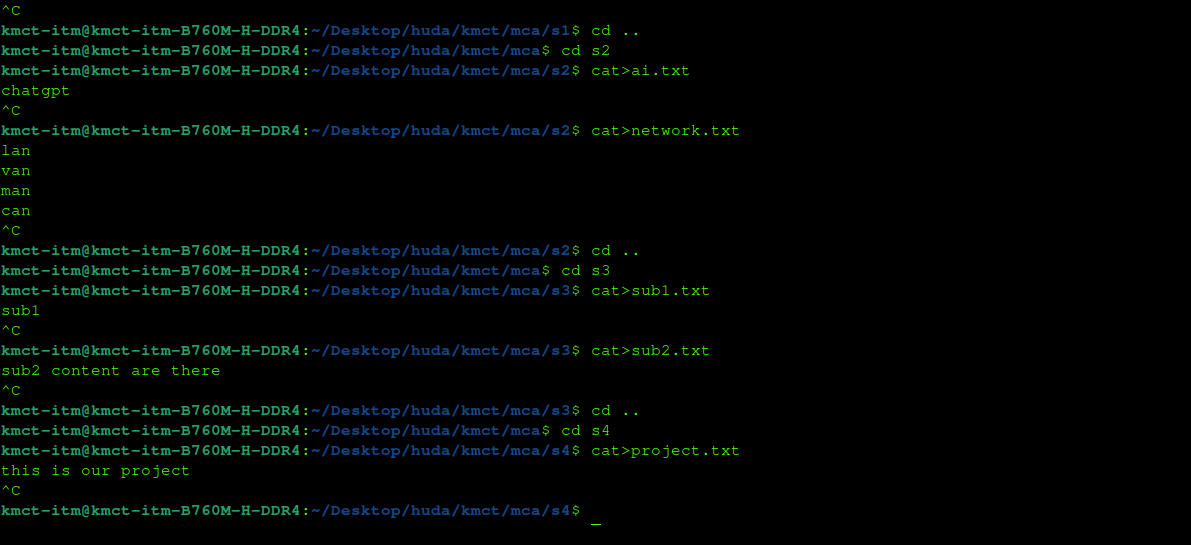 ^C
kmct-itm@kmct-itm-B760M-H-DDR4:~/Desktop/huda/kmct/mca/s1$ cd ..
kmct-itm@kmct-itm-B760M-H-DDR4:~/Desktop/huda/kmct/mca$ cd s2
kmct-itm@kmct-itm-B760M-H-DDR4:~/Desktop/huda/kmct/mca/s2$ cat>ai.txt
chatgpt
^C
kmct-itm@kmct-itm-B760M-H-DDR4:~/Desktop/huda/kmct/mca/s2$ cat>network.txt
lan
van
man
can
^C
kmct-itm@kmct-itm-B760M-H-DDR4:~/Desktop/huda/kmct/mca/s2$ cd ..
kmct-itm@kmct-itm-B760M-H-DDR4:~/Desktop/huda/kmct/mca$ cd s3
kmct-itm@kmct-itm-B760M-H-DDR4:~/Desktop/huda/kmct/mca/s3$ cat>sub1.txt
sub1
^C
kmct-itm@kmct-itm-B760M-H-DDR4:~/Desktop/huda/kmct/mca/s3$ cat>sub2.txt
sub2 content are there
^C
kmct-itm@kmct-itm-B760M-H-DDR4:~/Desktop/huda/kmct/mca/s3$ cd ..
kmct-itm@kmct-itm-B760M-H-DDR4:~/Desktop/huda/kmct/mca$ cd s4
kmct-itm@kmct-itm-B760M-H-DDR4:~/Desktop/huda/kmct/mca/s4$ cat>project.txt
this is our project
^C
kmct-itm@kmct-itm-B760M-H-DDR4:~/Desktop/huda/kmct/mca/s4$